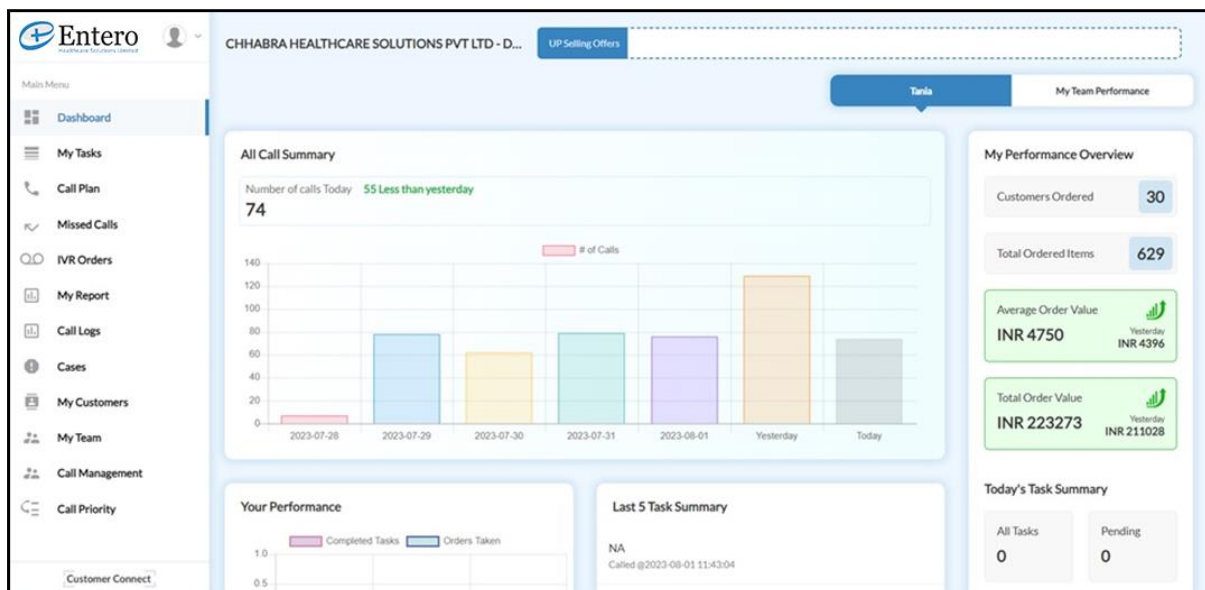 Entero
Healthcare Solutions Limited
Main Menu
Dashboard
My Tasks
Call Plan
Missed Calls
IVR Orders
My Report
Call Logs
Cases
My Customers
My Team
Call Management
Call Priority
Customer Connect
CHHABRA HEALTHCARE SOLUTIONS PVT LTD - D...
UP Selling Offers
Tania
My Team Performance
All Call Summary
Number of calls Today 55 Less than yesterday
74
# of Calls
140
120
100
80
60
40
20
0
2023-07-28 2023-07-29 2023-07-30 2023-07-31 2023-08-01 Yesterday Today
Your Performance
Completed Tasks Orders Taken
1.0
0.5
Last 5 Task Summary
NA
Called @2023-08-01 11:43:04
My Performance Overview
Customers Ordered 30
Total Ordered Items 629
Average Order Value
INR 4750
Yesterday
INR 4396
Total Order Value
INR 223273
Yesterday
INR 211028
Today's Task Summary
All Tasks
0
Pending
0